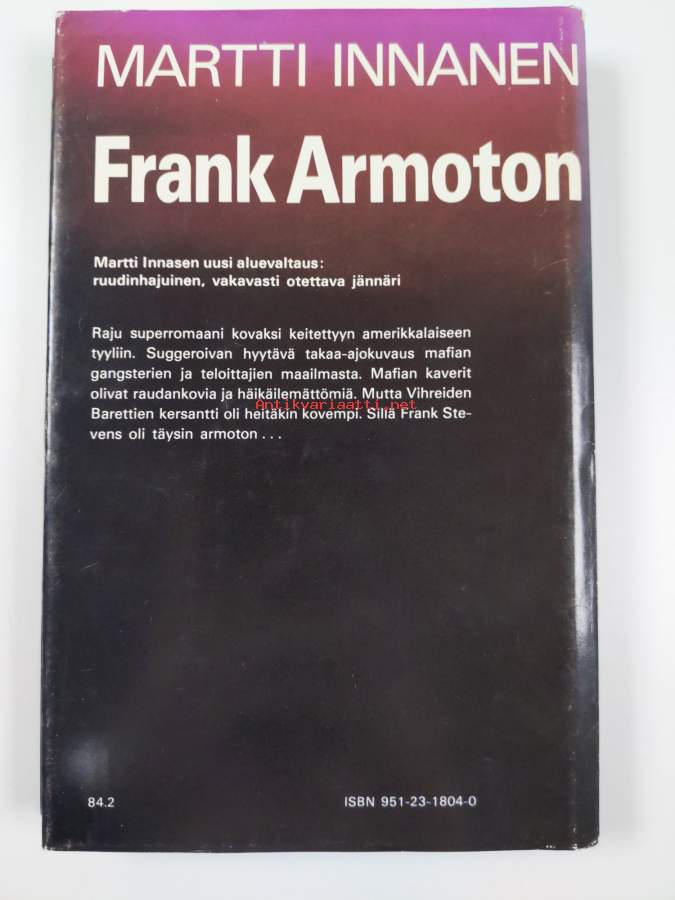 MARTTI INNANEN
Frank Armoton
Martti Innasen uusi aluevaltaus:
ruudinhajuinen, vakavasti otettava jännäri
Raju superromaani kovaksi keitettyyn amerikkalaiseen
tyyliin. Suggeroivan hyytävä takaa-ajokuvaus mafian
gangsterien ja teloittajien maailmasta. Mafian kaverit
olivat raudankovia ja häikäilemättömiä. Mutta Vihreiden
Antikvariaatti.net
Barettien kersantti oli heitäkin kovempi. Sillä Frank Ste-
vens oli täysin armoton . . .
84.2 ISBN 951-23-1804-0